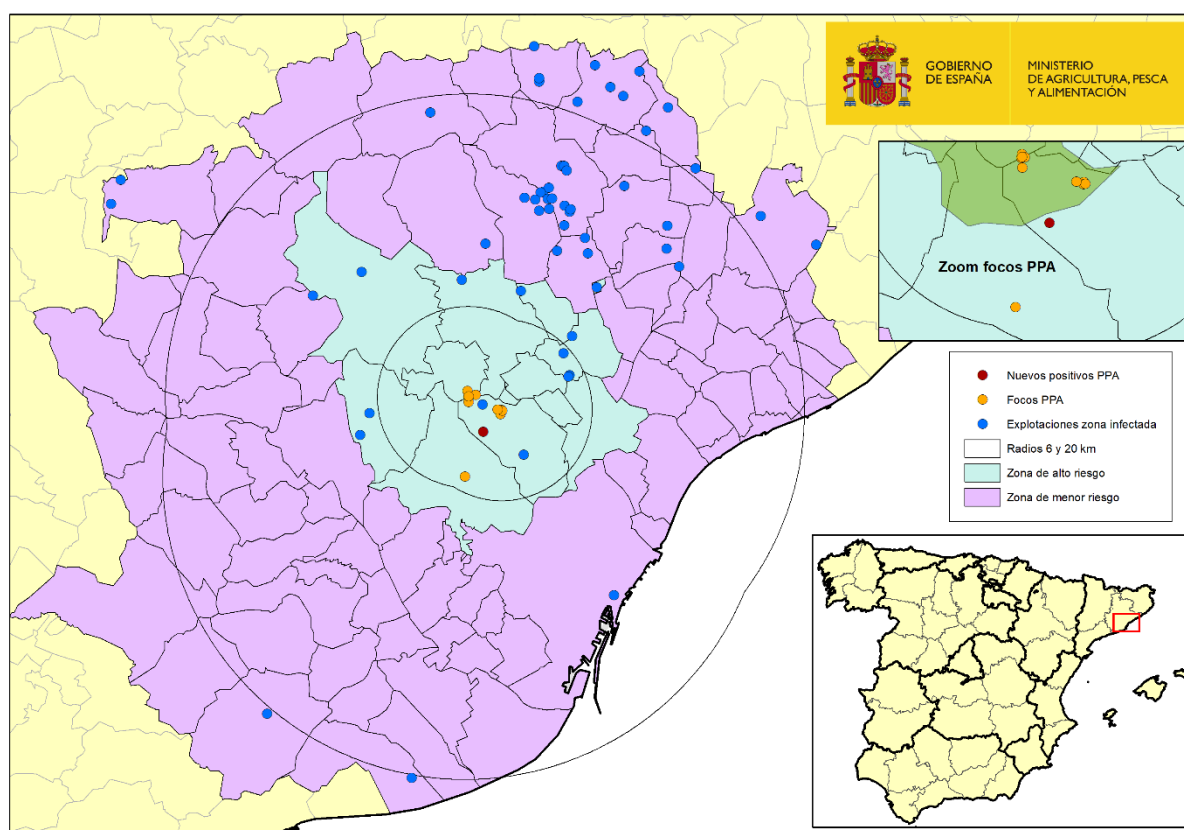 GOBIERNO
DE ESPAÑA
MINISTERIO
DE AGRICULTURA, PESCA
Y ALIMENTACIÓN
Zoom focos PPA
Nuevos positivos PPA
Focos PPA
Explotaciones zona infectada
Radios 6 y 20 km
Zona de alto riesgo
Zona de menor riesgo